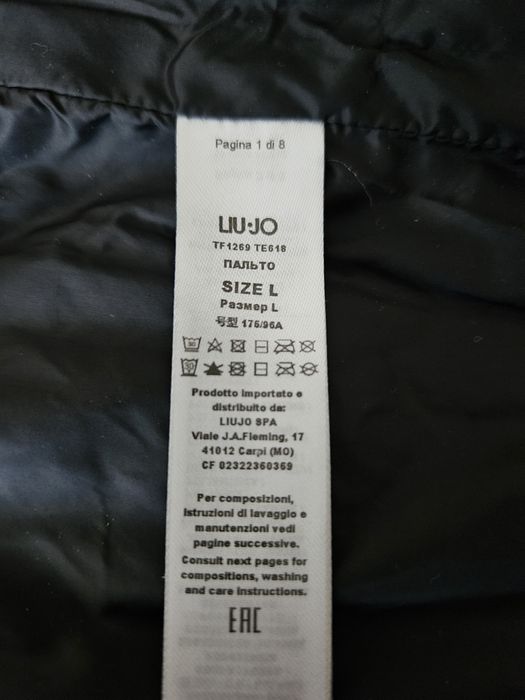 Pagina 1 di 8
LIU·JO
TF1269 TE618
ПАЛЬТО
SIZE L
Размер L
号型 175/96A
Prodotto importato e
distribuito da:
LIUJO SPA
Viale J.A.Fleming, 17
41012 Carpi (MO)
CF 02322360369
Per composizioni,
istruzioni di lavaggio e
manutenzioni vedi
pagine successive.
Consult next pages for
compositions, washing
and care instructions.
EAC